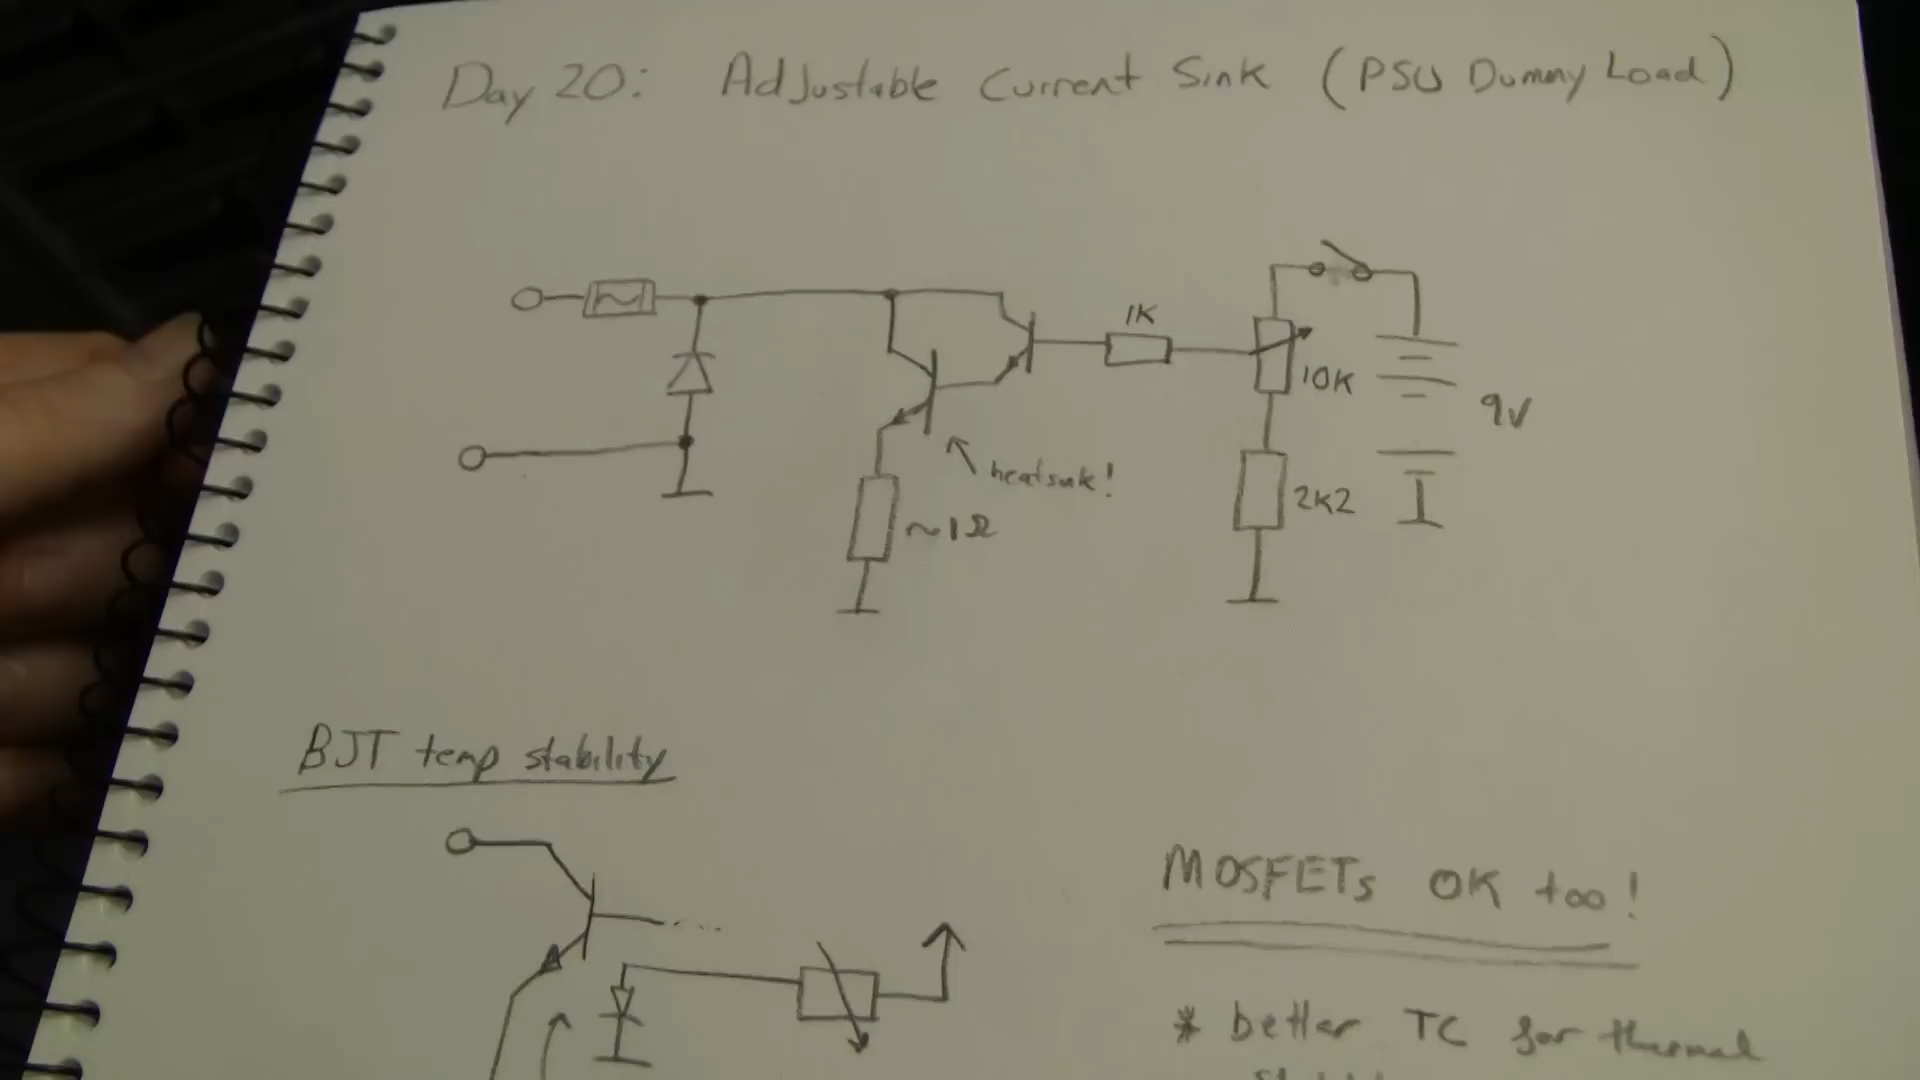 Day 20: Adjustable Current Sink (PSU Dummy Load)
1K
10K
9V
heatsink!
2K2
~1Ω
BJT temp stability
MOSFETs OK too!
* better TC for thermal